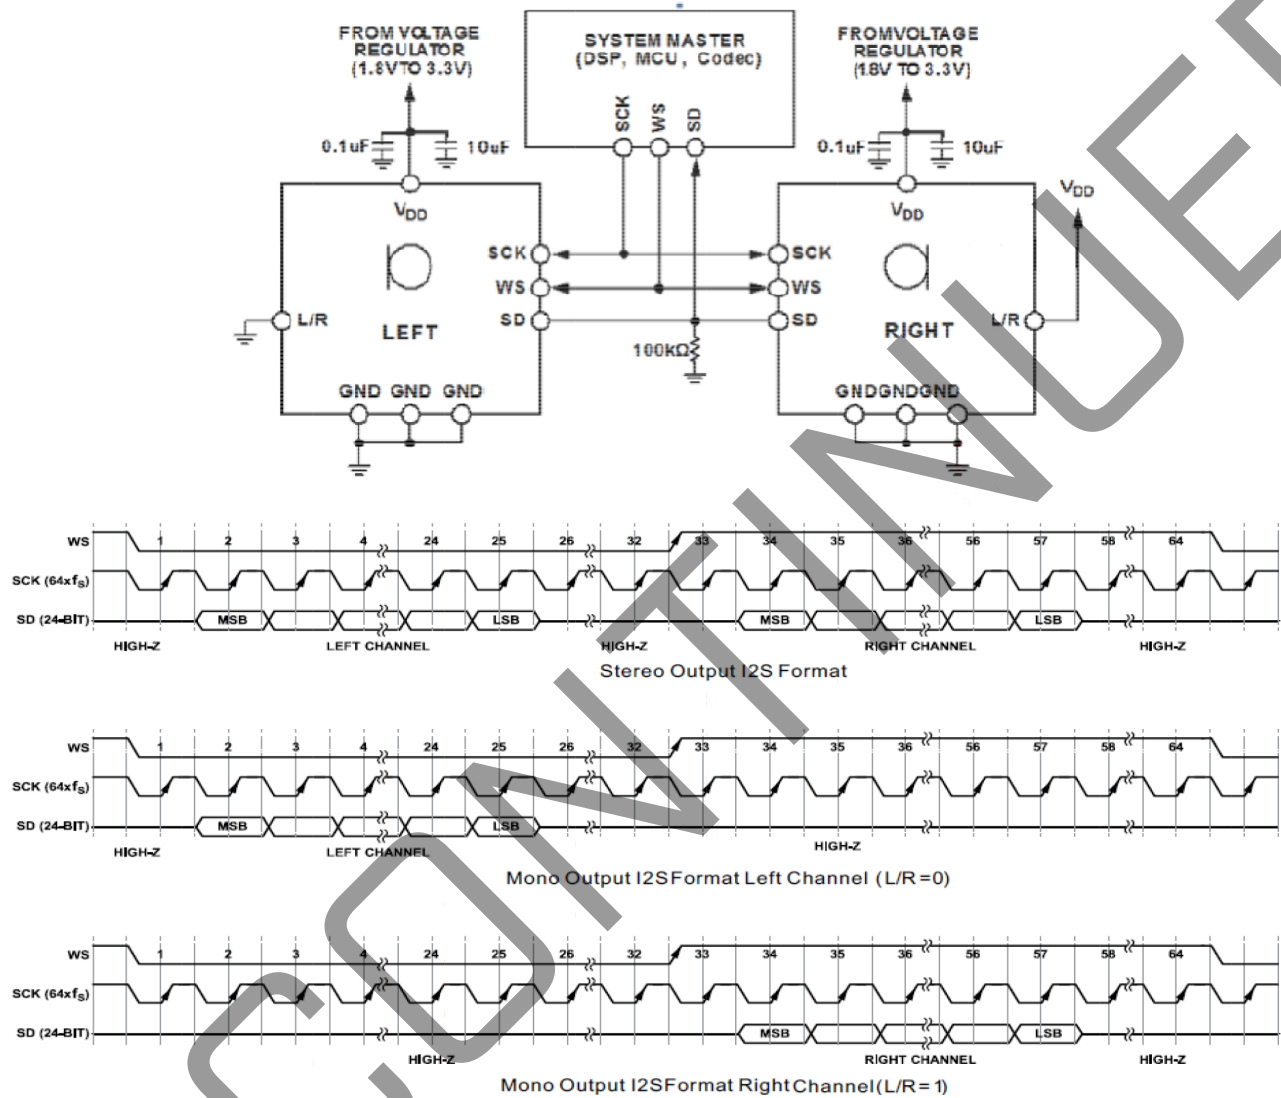 FROM VOLTAGE
REGULATOR
(1.8V TO 3.3V)
SYSTEM MASTER
(DSP, MCU, Codec)
SCK
WS
SD
FROMVOLTAGE
REGULATOR
(1.8V TO 3.3V)
0.1uF
10uF
0.1uF
10uF
VDD
VDD
VDD
SCK
WS
SD
SCK
WS
SD
L/R
LEFT
100kΩ
RIGHT
L/R
GND GND GND
GND GND GND
WS
1 2 3 4 24 25 26 32 33 34 35 36 56 57 58 64
SCK (64xfS)
SD (24-BIT)
MSB
LSB
MSB
LSB
HIGH-Z
LEFT CHANNEL
HIGH-Z
RIGHT CHANNEL
HIGH-Z
Stereo Output I2S Format
WS
1 2 3 4 24 25 26 32 33 34 35 36 56 57 58 64
SCK (64xfS)
SD (24-BIT)
MSB
LSB
HIGH-Z
LEFT CHANNEL
HIGH-Z
Mono Output I2SFormat Left Channel (L/R=0)
WS
1 2 3 4 24 25 26 32 33 34 35 36 56 57 58 64
SCK (64xfS)
SD (24-BIT)
MSB
LSB
HIGH-Z
RIGHT CHANNEL
HIGH-Z
Mono Output I2SFormat Right Channel(L/R=1)
CONTINUE